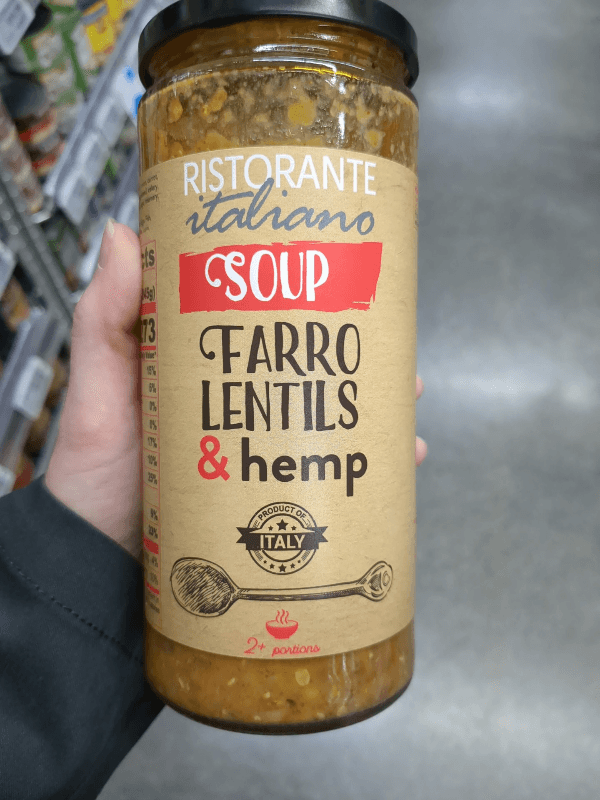 RISTORANTE
italiano
SOUP
FARRO
LENTILS
& hemp
PRODUCT OF
ITALY
2+ portions